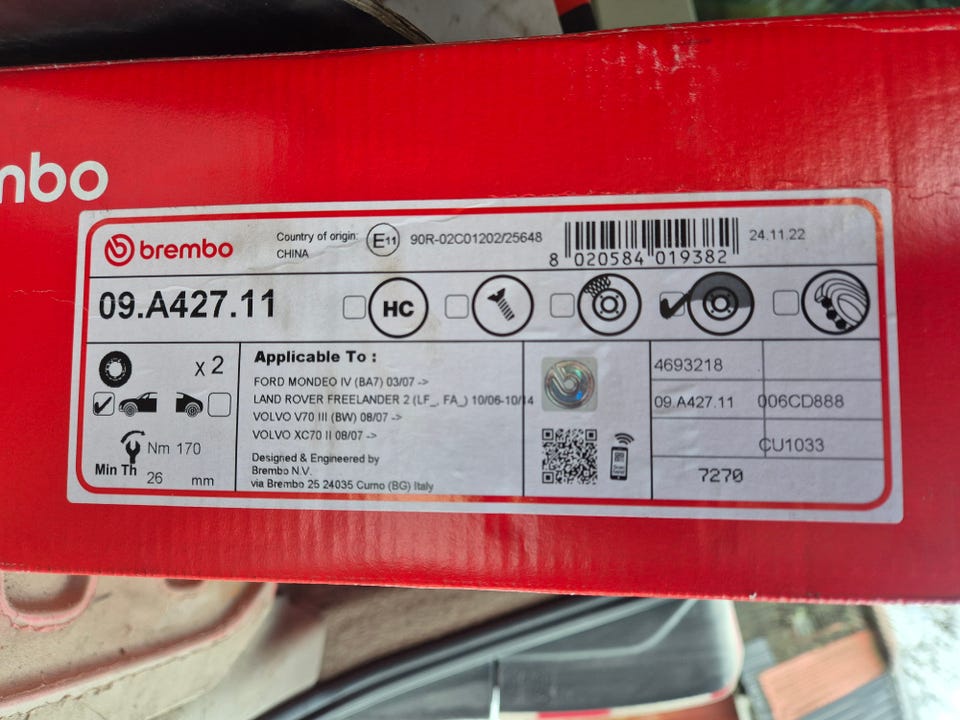 mbo
brembo
Country of origin:
CHINA
E11
90R-02C01202/25648
8 020584 019382
24.11.22
09.A427.11
HC
x 2
Nm 170
Min Th
26 mm
Applicable To :
FORD MONDEO IV (BA7) 03/07 ->
LAND ROVER FREELANDER 2 (LF_, FA_) 10/06-10/14
VOLVO V70 III (BW) 08/07 ->
VOLVO XC70 II 08/07 ->
Designed & Engineered by
Brembo N.V.
via Brembo 25 24035 Curno (BG) Italy
4693218
09.A427.11 006CD888
CU1033
7270